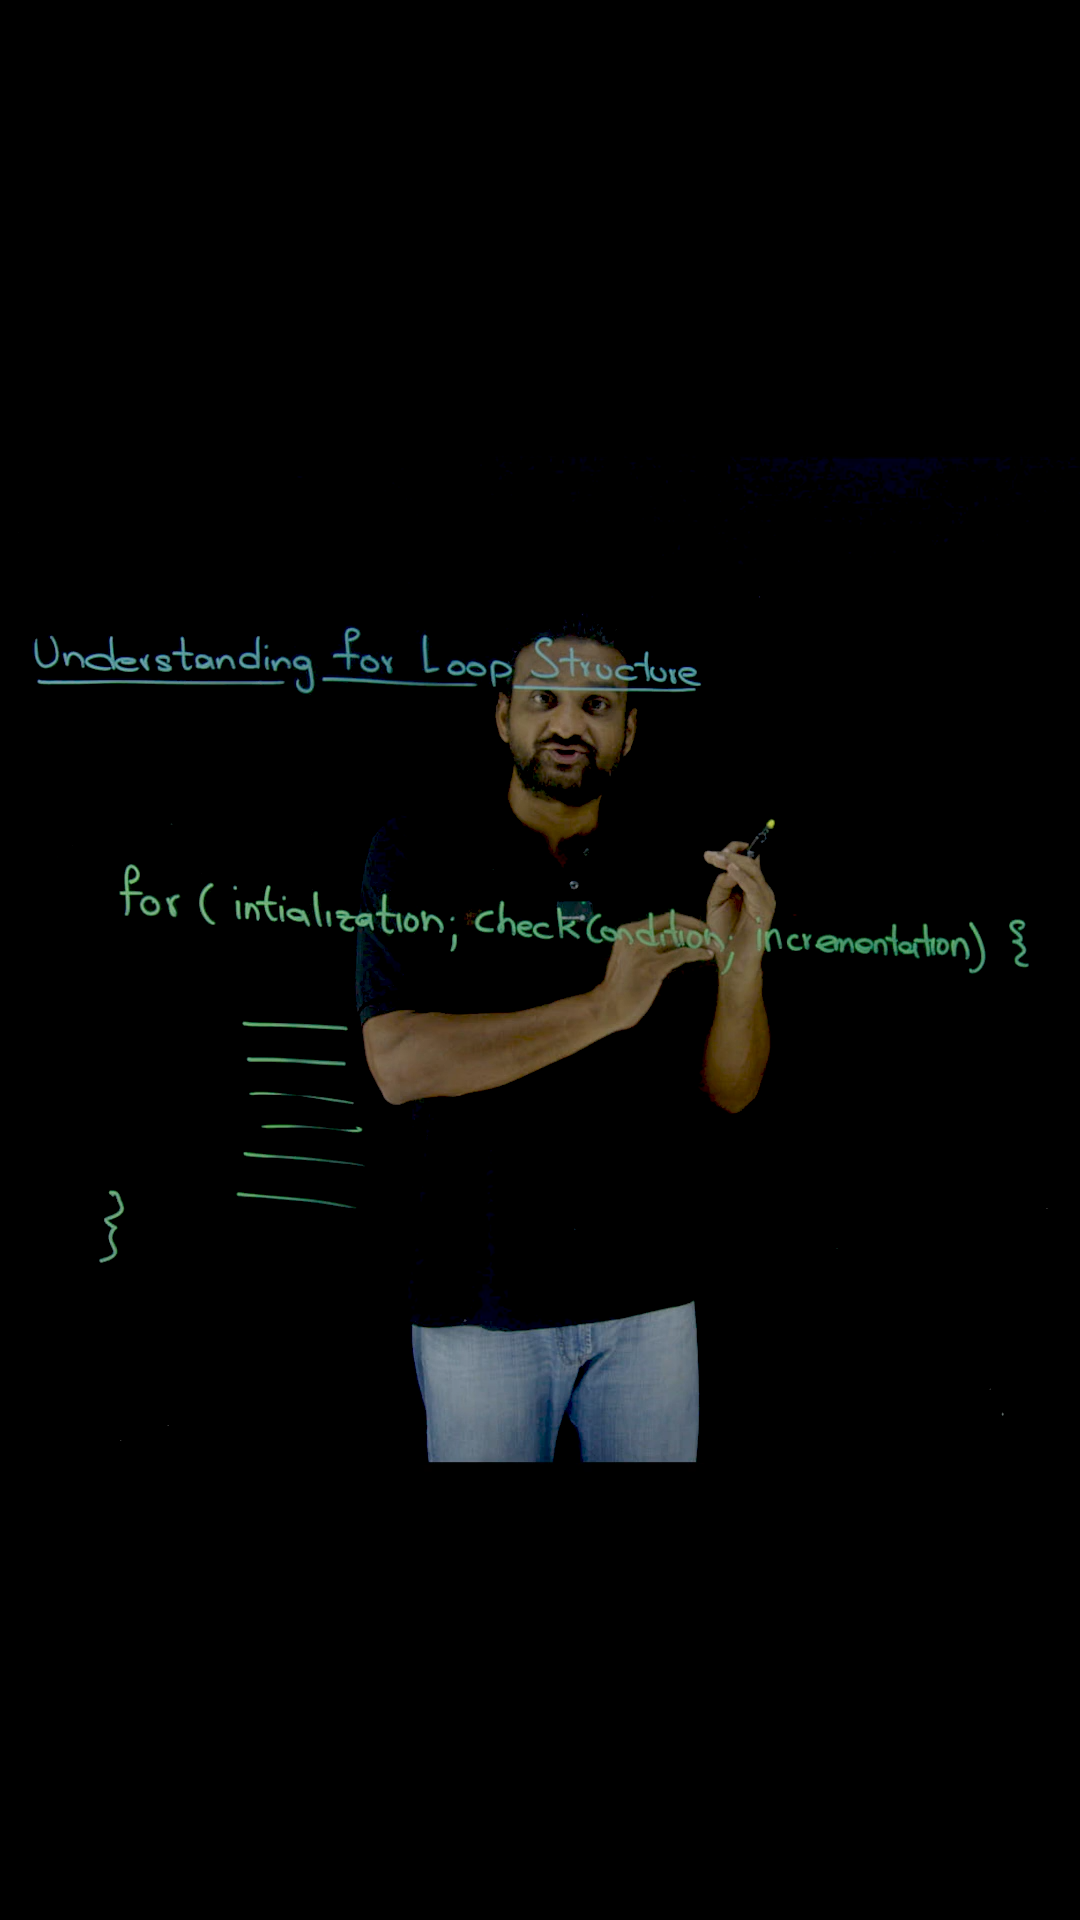 Understanding for Loop Structure
for ( intialization; check Condition; incrementation) {
}